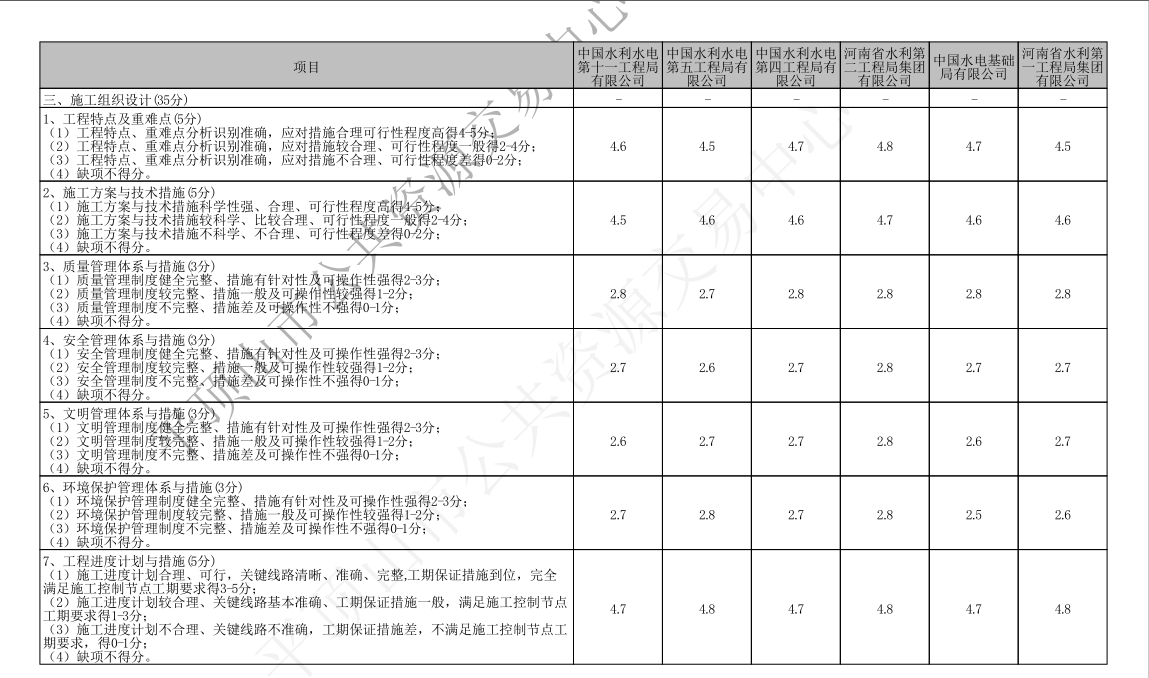 项目
中国水利水电
第十一工程局
有限公司
中国水利水电
第五工程局有
限公司
中国水利水电
第四工程局有
限公司
河南省水利第
二工程局集团
有限公司
中国水电基础
局有限公司
河南省水利第
一工程局集团
有限公司
三、施工组织设计(35分)
- - - - - -
1、工程特点及重难点(5分)
（1）工程特点、重难点分析识别准确，应对措施合理可行性程度高得4-5分；
（2）工程特点、重难点分析识别准确，应对措施较合理、可行性程度一般得2-4分；
（3）工程特点、重难点分析识别准确，应对措施不合理、可行性程度差得0-2分；
（4）缺项不得分。
4.6 4.5 4.7 4.8 4.7 4.5
2、施工方案与技术措施(5分)
（1）施工方案与技术措施科学性强、合理、可行性程度高得4-5分；
（2）施工方案与技术措施较科学、比较合理、可行性程度一般得2-4分；
（3）施工方案与技术措施不科学、不合理、可行性程度差得0-2分；
（4）缺项不得分。
4.5 4.6 4.6 4.7 4.6 4.6
3、质量管理体系与措施(3分)
（1）质量管理制度健全完整、措施有针对性及可操作性强得2-3分；
（2）质量管理制度较完整、措施一般及可操作性较强得1-2分；
（3）质量管理制度不完整、措施差及可操作性不强得0-1分；
（4）缺项不得分。
2.8 2.7 2.8 2.8 2.8 2.8
4、安全管理体系与措施(3分)
（1）安全管理制度健全完整、措施有针对性及可操作性强得2-3分；
（2）安全管理制度较完整、措施一般及可操作性较强得1-2分；
（3）安全管理制度不完整、措施差及可操作性不强得0-1分；
（4）缺项不得分。
2.7 2.6 2.7 2.8 2.7 2.7
5、文明管理体系与措施(3分)
（1）文明管理制度健全完整、措施有针对性及可操作性强得2-3分；
（2）文明管理制度较完整、措施一般及可操作性较强得1-2分；
（3）文明管理制度不完整、措施差及可操作性不强得0-1分；
（4）缺项不得分。
2.6 2.7 2.7 2.8 2.6 2.7
6、环境保护管理体系与措施(3分)
（1）环境保护管理制度健全完整、措施有针对性及可操作性强得2-3分；
（2）环境保护管理制度较完整、措施一般及可操作性较强得1-2分；
（3）环境保护管理制度不完整、措施差及可操作性不强得0-1分；
（4）缺项不得分。
2.7 2.8 2.7 2.8 2.5 2.6
7、工程进度计划与措施(5分)
（1）施工进度计划合理、可行，关键线路清晰、准确、完整,工期保证措施到位，完全
满足施工控制节点工期要求得3-5分；
（2）施工进度计划较合理、关键线路基本准确、工期保证措施一般，满足施工控制节点
工期要求得1-3分；
（3）施工进度计划不合理、关键线路不准确，工期保证措施差，不满足施工控制节点工
期要求，得0-1分；
（4）缺项不得分。
4.7 4.8 4.7 4.8 4.7 4.8
平顶山市公共资源交易中心
平顶山市公共资源交易中心